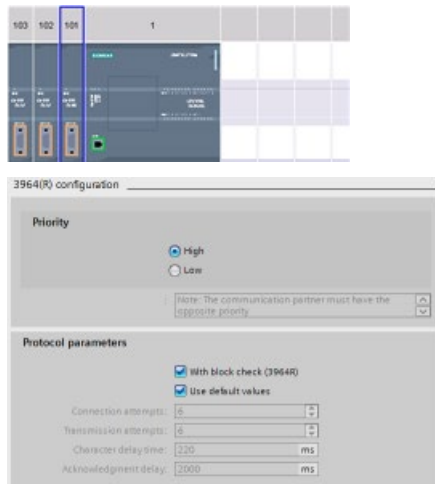 103 102 101 1
SIEMENS
3964(R) configuration
Priority
High
Low
Note: The communication partner must have the
opposite priority
Protocol parameters
With block check (3964R)
Use default values
Connection attempts: 6
Transmission attempts: 6
Character delay time: 220 ms
Acknowledgment delay: 2000 ms